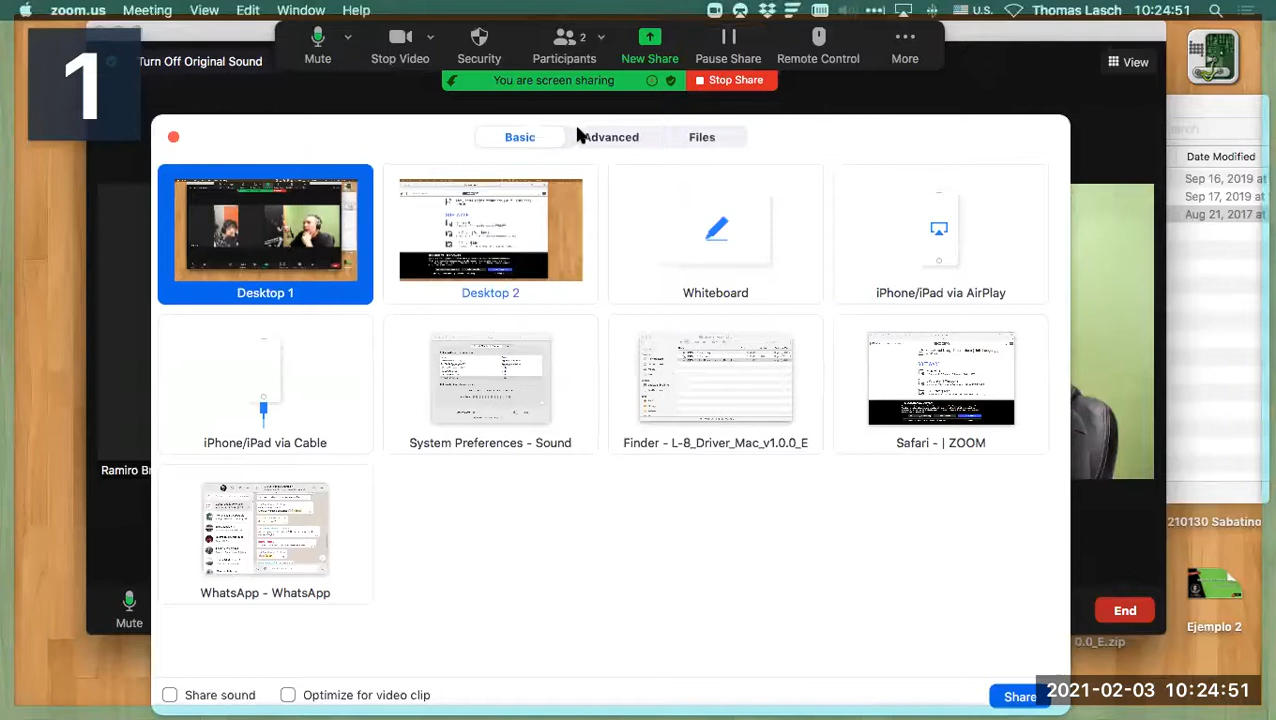 zoom.us Meeting View Edit Window Help U.S. Thomas Lasch 10:24:51
1
Turn Off Original Sound
Mute Stop Video Security Participants 2 New Share Pause Share Remote Control More
View
You are screen sharing Stop Share
Basic Advanced Files
Date Modified
Sep 16, 2019 at
Sep 17, 2019 at
Aug 21, 2017 at
Desktop 1 Desktop 2 Whiteboard iPhone/iPad via AirPlay
iPhone/iPad via Cable System Preferences - Sound Finder - L-8_Driver_Mac_v1.0.0_E Safari - | ZOOM
Ramiro Br
210130 Sabatino
WhatsApp - WhatsApp
Mute
End
Ejemplo 2
0.0_E.zip
Share sound Optimize for video clip Share
2021-02-03 10:24:51